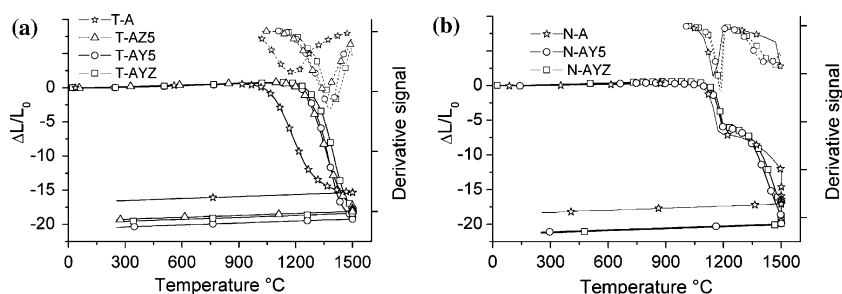 (a)
T-A
T-AZ5
T-AY5
T-AYZ
0
-5
-10
-15
-20
ΔL/L0
0 300 600 900 1200 1500
Temperature °C
Derivative signal
(b)
N-A
N-AY5
N-AYZ
0
-5
-10
-15
-20
ΔL/L0
0 300 600 900 1200 1500
Temperature °C
Derivative signal